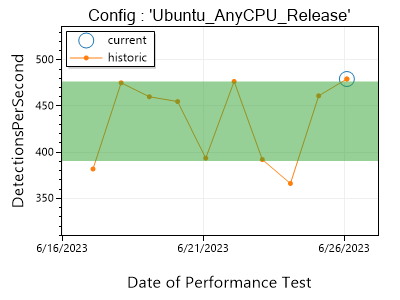 Config : 'Ubuntu_AnyCPU_Release'
current
historic
500
450
400
350
DetectionsPerSecond
6/16/2023
6/21/2023
6/26/2023
Date of Performance Test